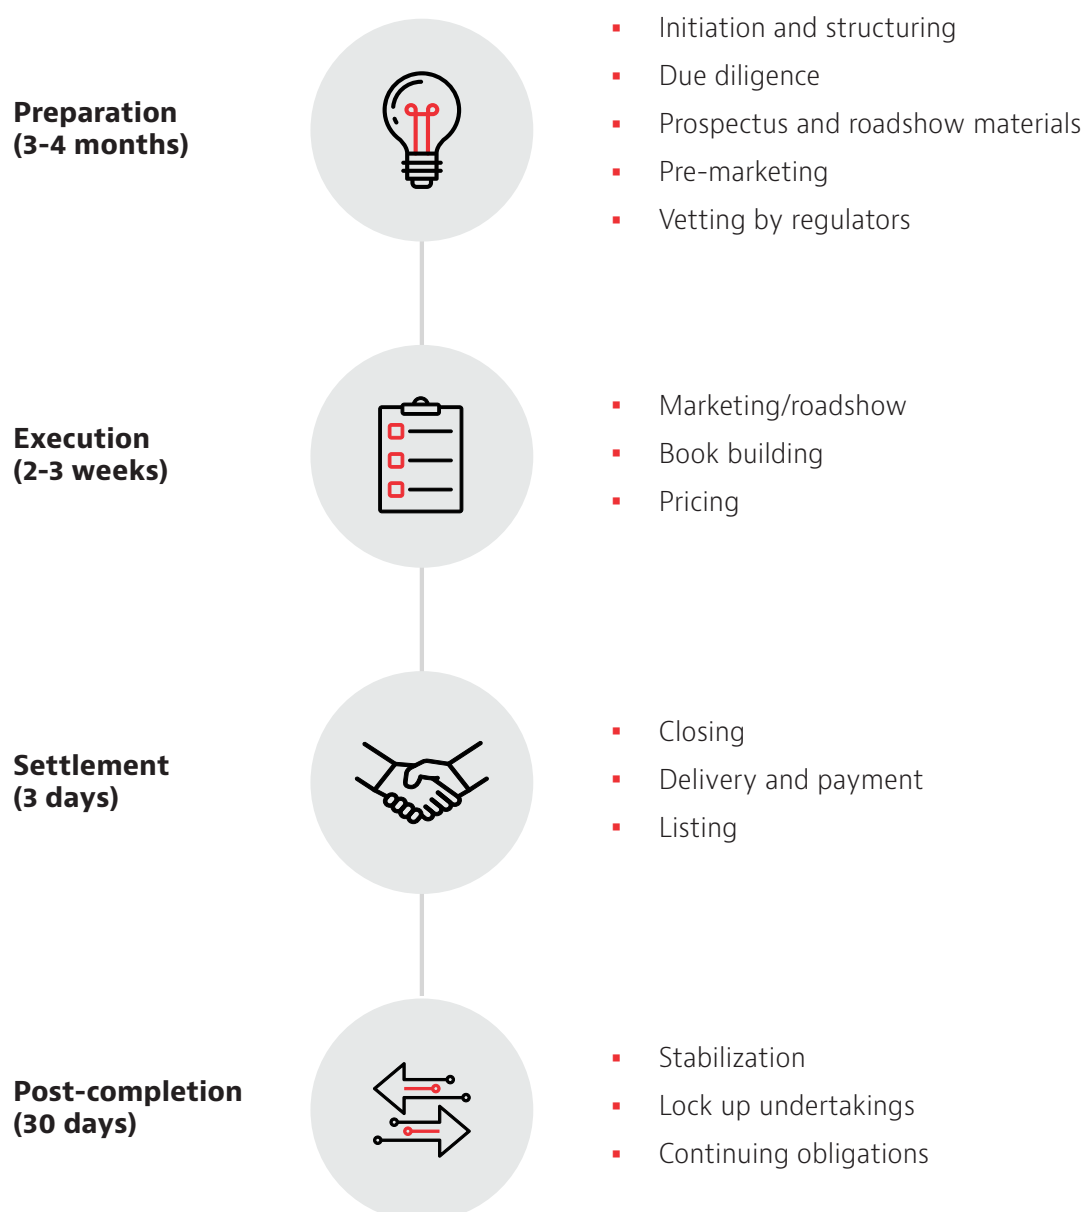 Preparation
(3-4 months)
▪ Initiation and structuring
▪ Due diligence
▪ Prospectus and roadshow materials
▪ Pre-marketing
▪ Vetting by regulators
Execution
(2-3 weeks)
▪ Marketing/roadshow
▪ Book building
▪ Pricing
Settlement
(3 days)
▪ Closing
▪ Delivery and payment
▪ Listing
Post-completion
(30 days)
▪ Stabilization
▪ Lock up undertakings
▪ Continuing obligations